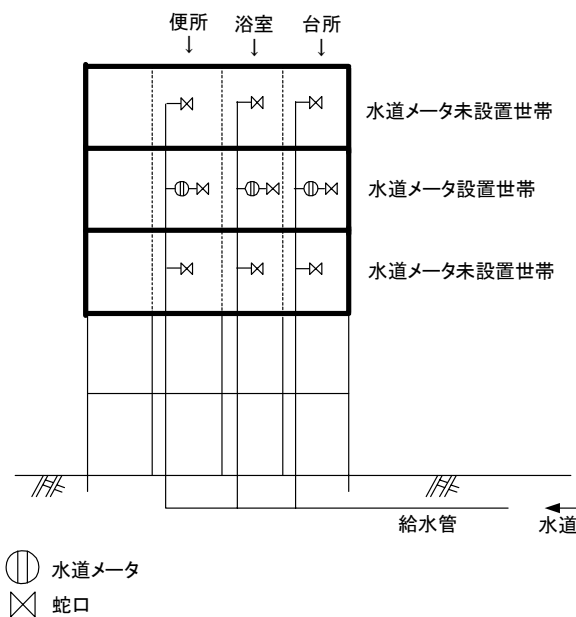 便所 浴室 台所
↓ ↓ ↓
水道メータ未設置世帯
水道メータ設置世帯
水道メータ未設置世帯
給水管 水道
水道メータ
蛇口